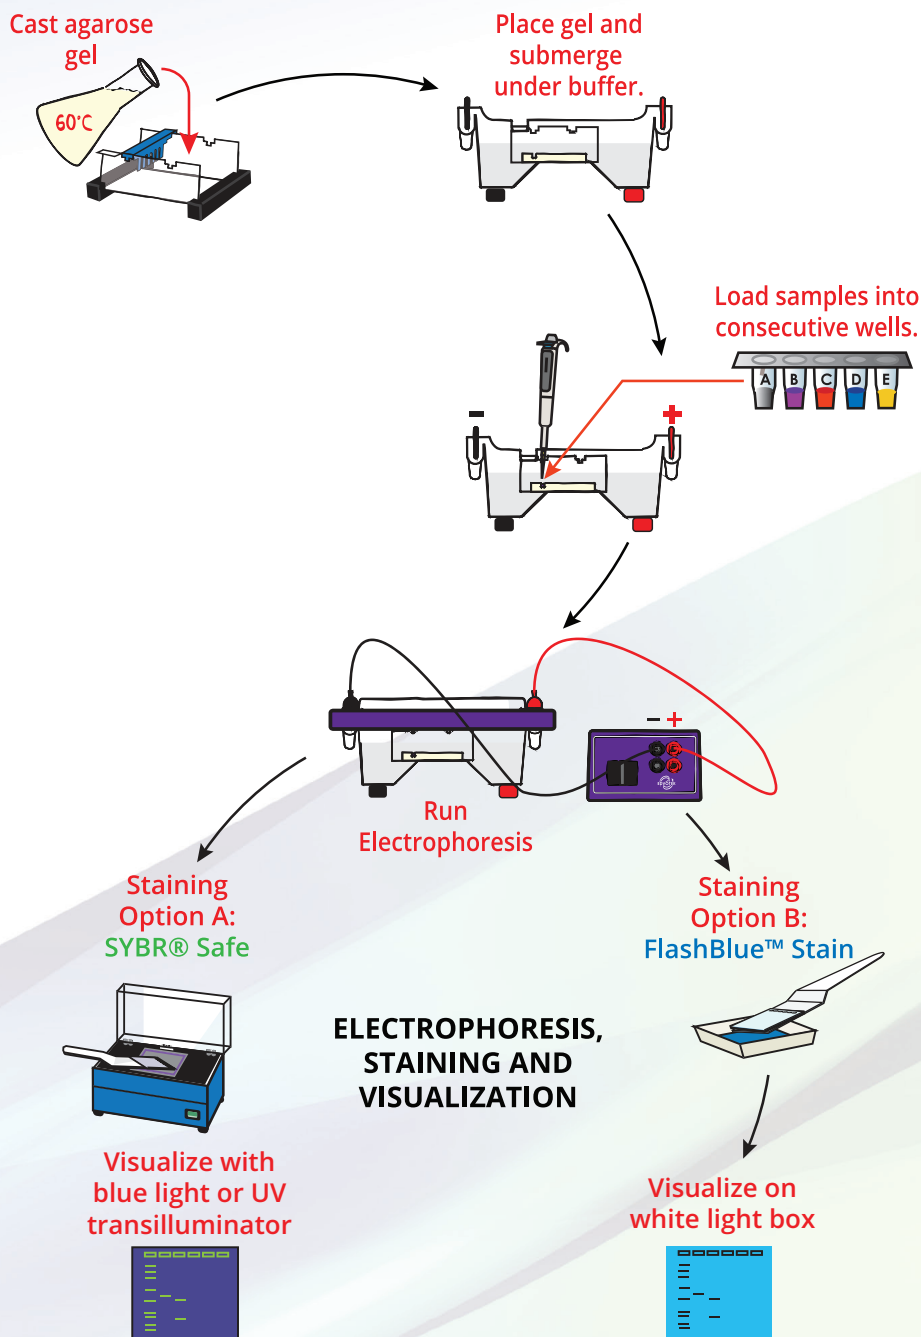 Cast agarose
gel
60°C
Place gel and
submerge
under buffer.
Load samples into
consecutive wells.
A B C D E
- +
- +
Run
Electrophoresis
Staining
Option A:
SYBR® Safe
Staining
Option B:
FlashBlue™ Stain
ELECTROPHORESIS,
STAINING AND
VISUALIZATION
Visualize with
blue light or UV
transilluminator
Visualize on
white light box